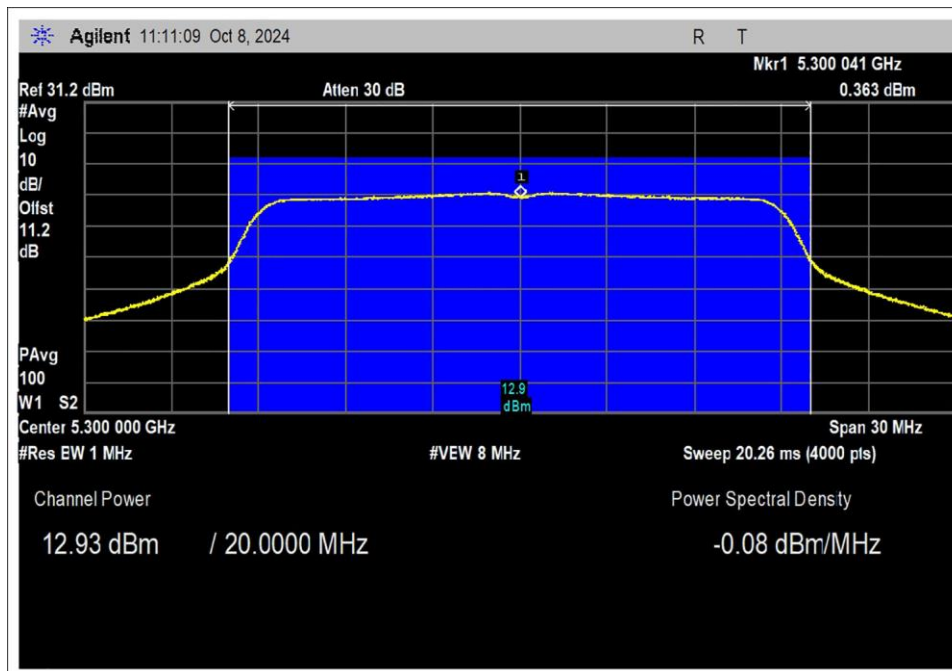 Agilent 11:11:09 Oct 8, 2024 R T
Mkr1 5.300 041 GHz
Ref 31.2 dBm Atten 30 dB 0.363 dBm
#Avg
Log
10
dB/
Offst
11.2
dB
1
PAvg
100
W1 S2
12.9
dBm
Center 5.300 000 GHz Span 30 MHz
#Res BW 1 MHz #VBW 8 MHz Sweep 20.26 ms (4000 pts)
Channel Power Power Spectral Density
12.93 dBm / 20.0000 MHz -0.08 dBm/MHz